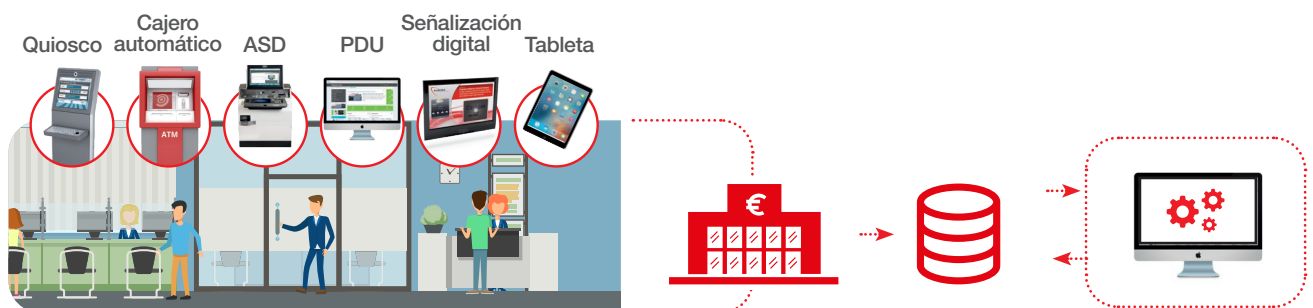 Quiosco
Cajero
automático
ASD
PDU
Señalización
digital
Tableta
ATM
€